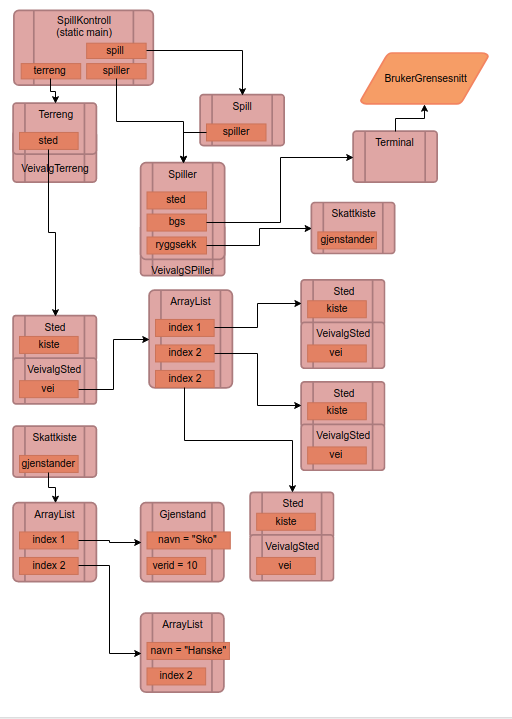 SpillKontroll
(static main)
spill
terreng
spiller
BrukerGrensesnitt
Terreng
sted
VeivalgTerreng
Spill
spiller
Terminal
Spiller
sted
bgs
ryggsekk
VeivalgSPiller
Skattkiste
gjenstander
Sted
kiste
VeivalgSted
vei
ArrayList
index 1
index 2
index 2
Sted
kiste
VeivalgSted
vei
Sted
kiste
VeivalgSted
vei
Skattkiste
gjenstander
Sted
kiste
VeivalgSted
vei
ArrayList
index 1
index 2
Gjenstand
navn = "Sko"
verid = 10
ArrayList
navn = "Hanske"
index 2